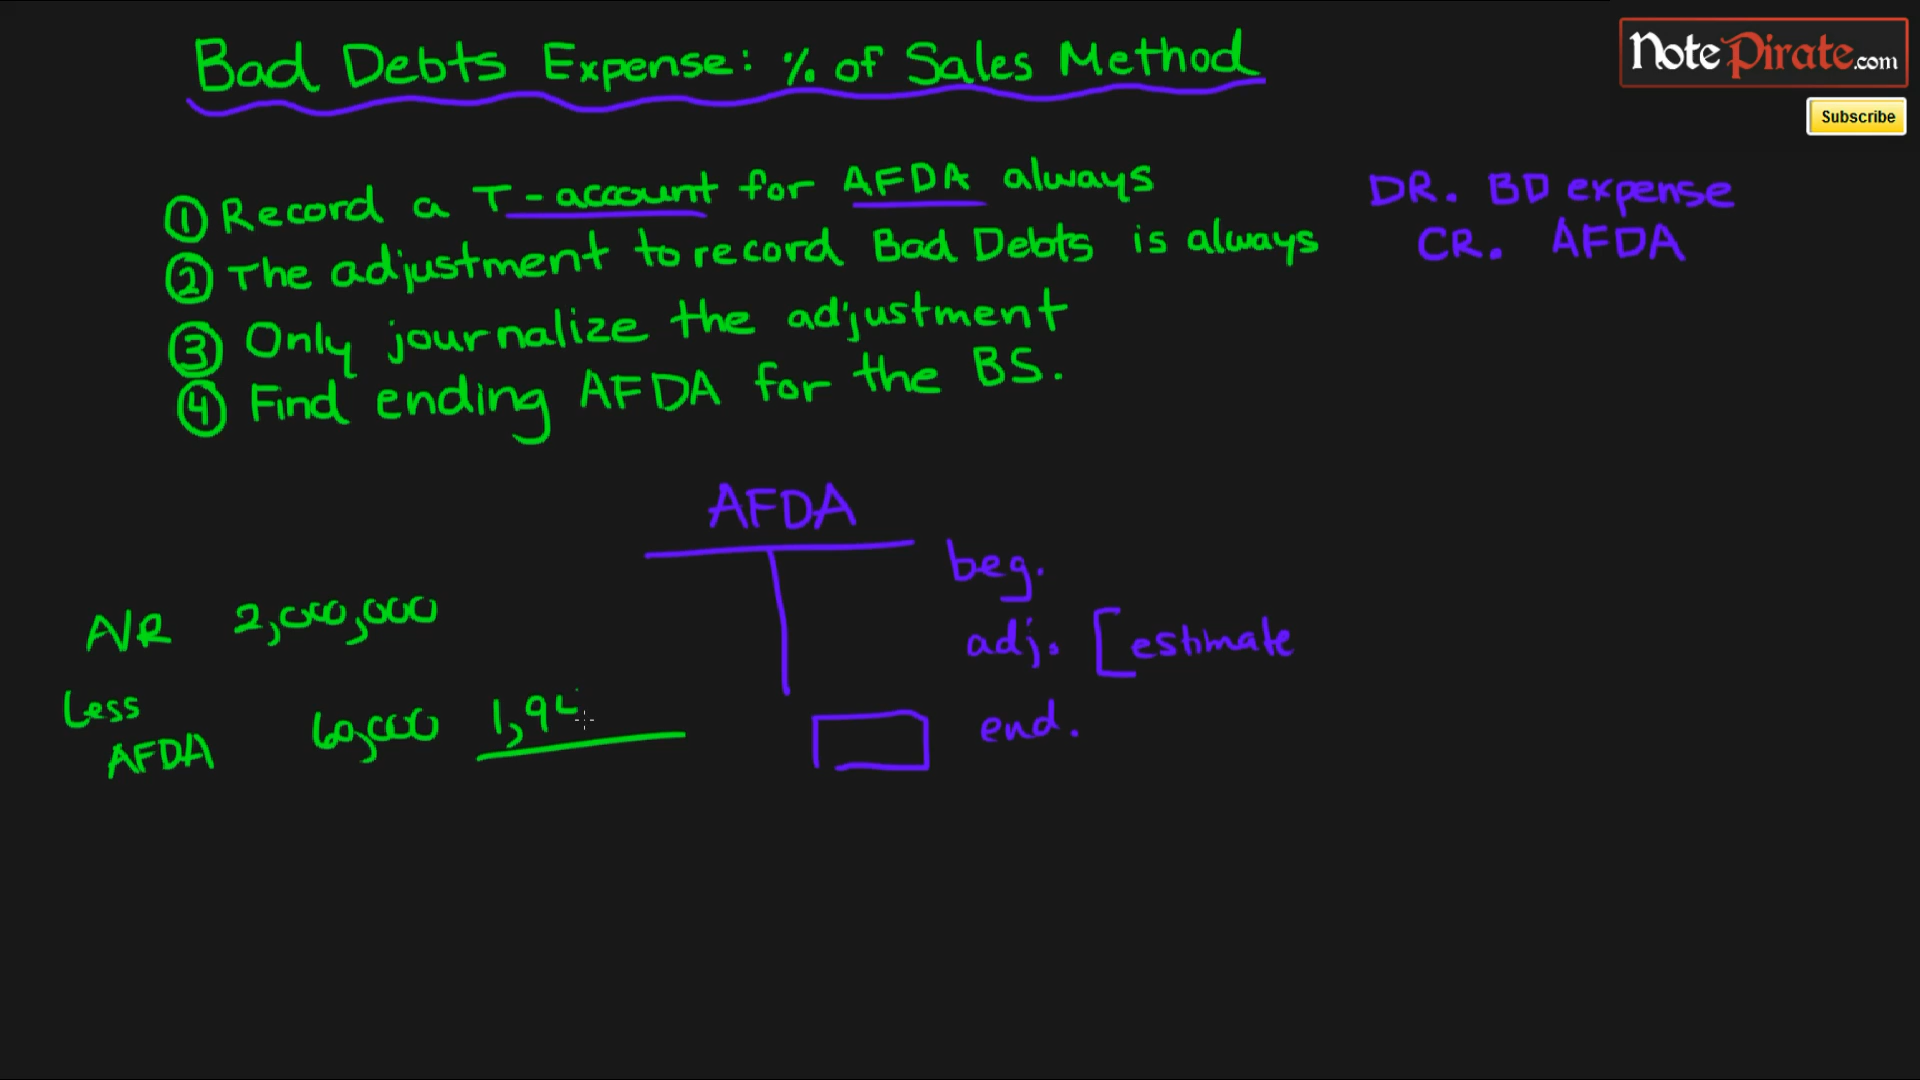 Bad Debts Expense: % of Sales Method
NotePirate.com
Subscribe
① Record a T-account for AFDA always
② The adjustment to record Bad Debts is always
DR. BD expense
CR. AFDA
③ Only journalize the adjustment
④ Find ending AFDA for the BS.
AFDA
beg.
adj. [estimate
end.
A/R 2,000,000
Less
AFDA 60,000 1,94